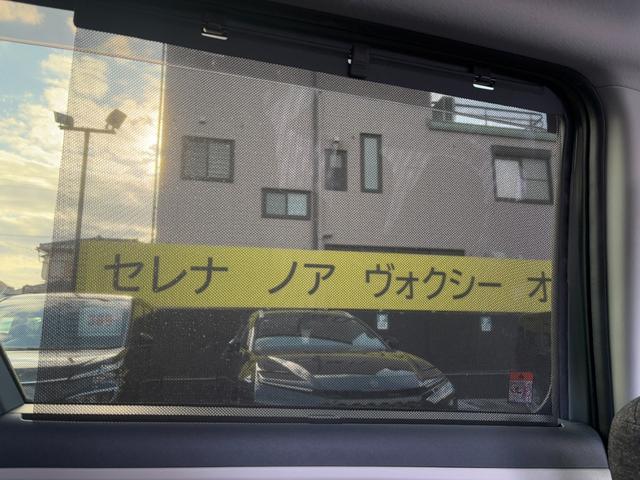 セレナ ノア ヴォクシー オ